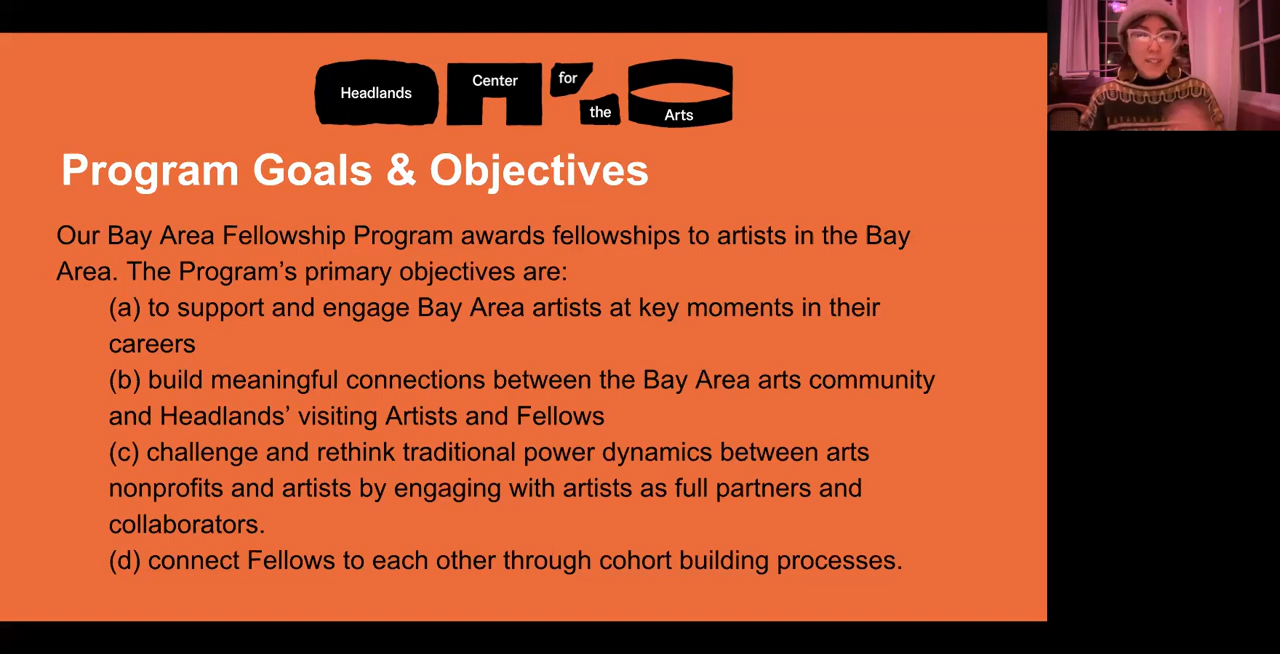 Headlands Center for the Arts
Program Goals & Objectives
Our Bay Area Fellowship Program awards fellowships to artists in the Bay
Area. The Program’s primary objectives are:
(a) to support and engage Bay Area artists at key moments in their
careers
(b) build meaningful connections between the Bay Area arts community
and Headlands’ visiting Artists and Fellows
(c) challenge and rethink traditional power dynamics between arts
nonprofits and artists by engaging with artists as full partners and
collaborators.
(d) connect Fellows to each other through cohort building processes.